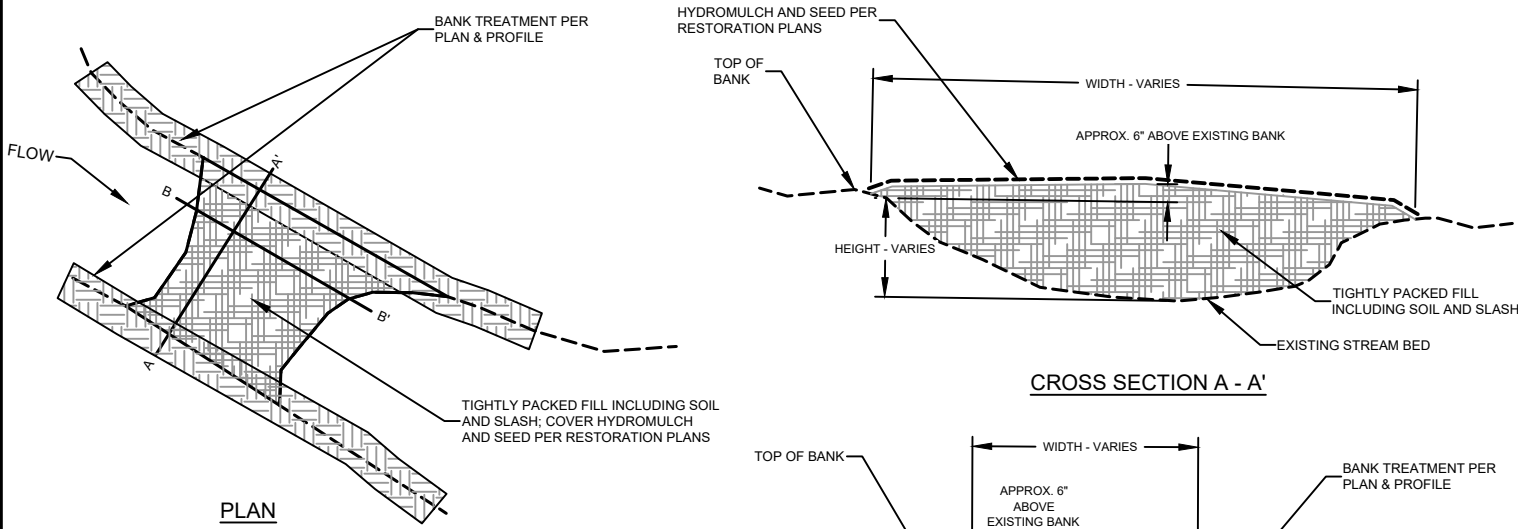 BANK TREATMENT PER
PLAN & PROFILE
FLOW
A'
B
B'
A
TIGHTLY PACKED FILL INCLUDING SOIL
AND SLASH; COVER HYDROMULCH
AND SEED PER RESTORATION PLANS
PLAN
HYDROMULCH AND SEED PER
RESTORATION PLANS
TOP OF
BANK
WIDTH - VARIES
APPROX. 6" ABOVE EXISTING BANK
HEIGHT - VARIES
TIGHTLY PACKED FILL
INCLUDING SOIL AND SLASH
EXISTING STREAM BED
CROSS SECTION A - A'
TOP OF BANK
WIDTH - VARIES
APPROX. 6"
ABOVE
EXISTING BANK
BANK TREATMENT PER
PLAN & PROFILE